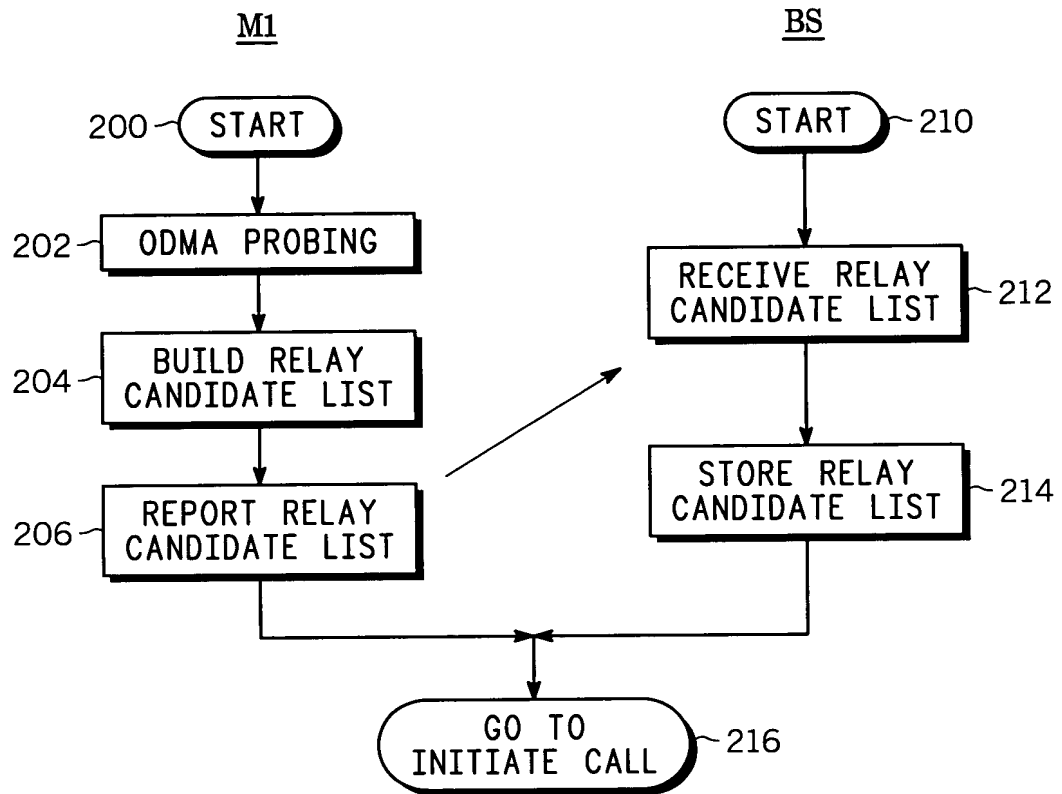 M1
BS
200
START
START
210
202
ODMA PROBING
RECEIVE RELAY
CANDIDATE LIST
212
204
BUILD RELAY
CANDIDATE LIST
STORE RELAY
CANDIDATE LIST
214
206
REPORT RELAY
CANDIDATE LIST
GO TO
INITIATE CALL
216